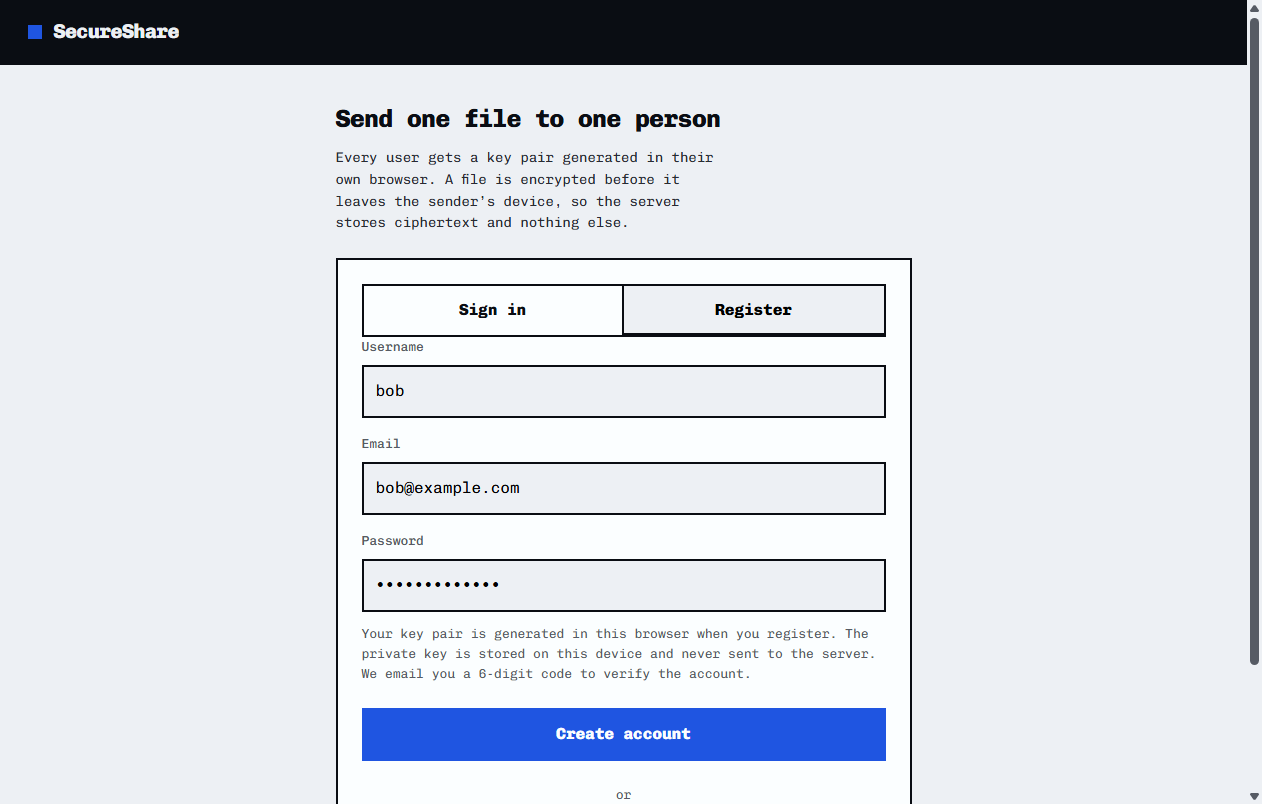 SecureShare
Send one file to one person
Every user gets a key pair generated in their
own browser. A file is encrypted before it
leaves the sender’s device, so the server
stores ciphertext and nothing else.
Sign in
Register
Username
bob
Email
bob@example.com
Password
•••••••••••••
Your key pair is generated in this browser when you register. The
private key is stored on this device and never sent to the server.
We email you a 6-digit code to verify the account.
Create account
or